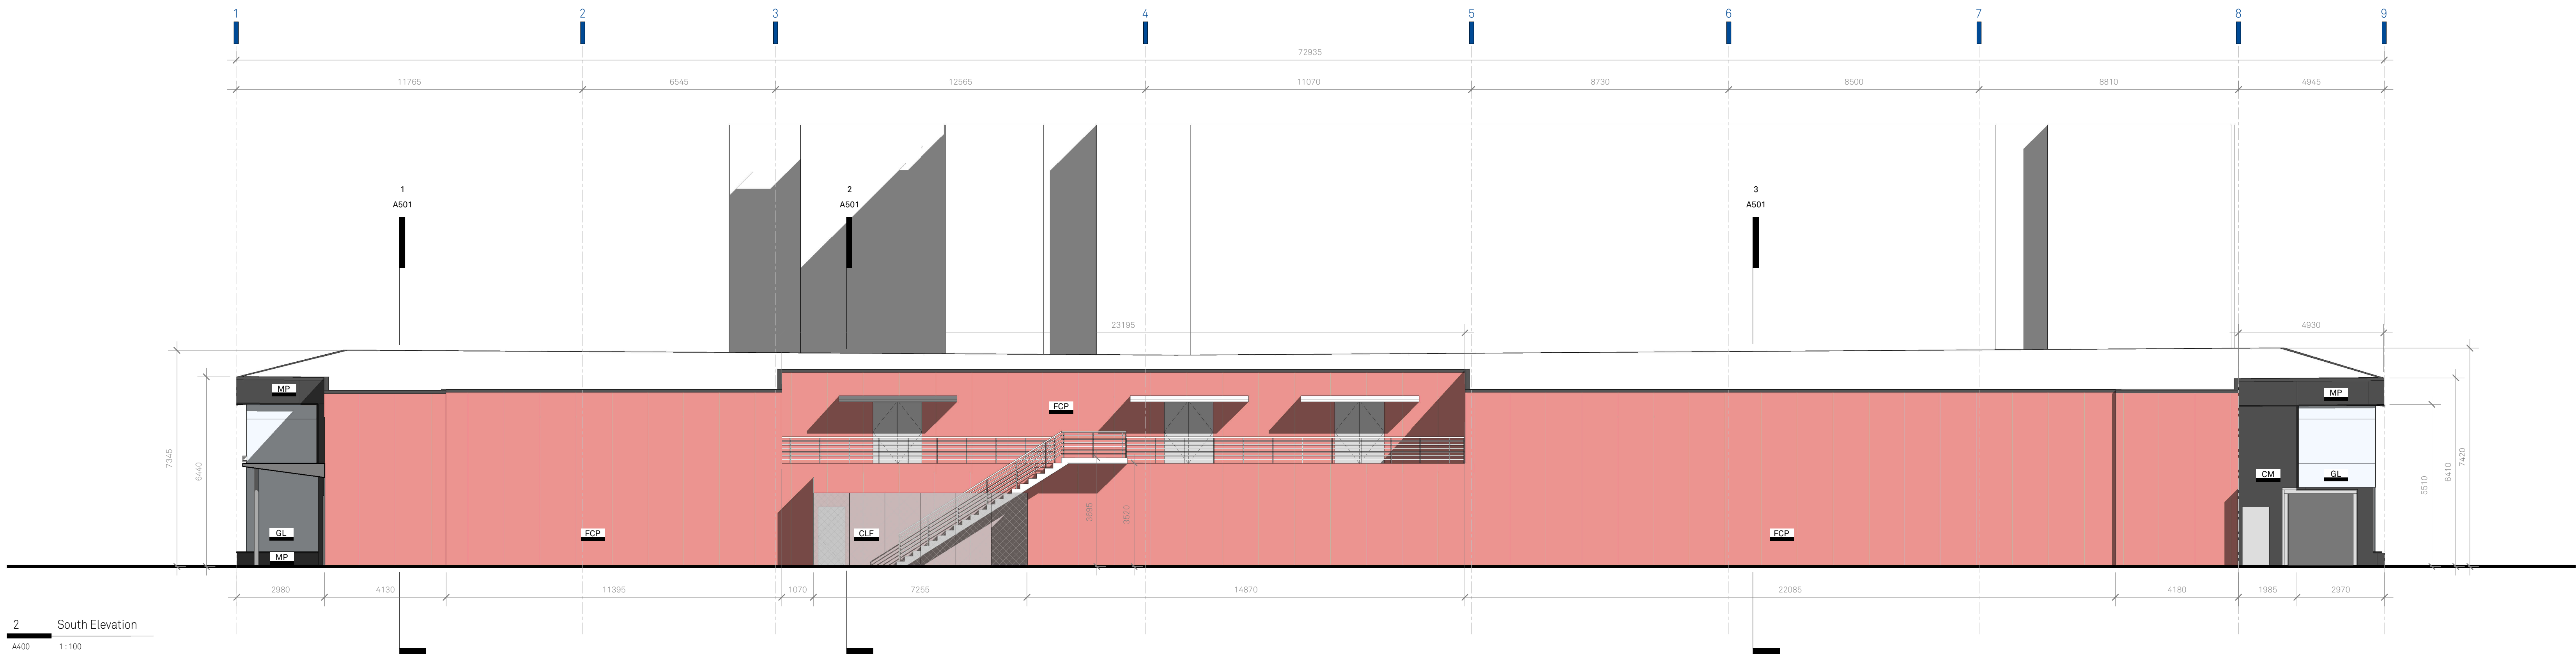 1 2 3 4 5 6 7 8 9
72935
11765 6545 12565 11070 8730 8500 8810 4945
1 2 3
A501 A501 A501
23195 4930
MP FCP MP
7345 6440 CM GL 5510 6410 7420
3695 3520
GL FCP CLF FCP
MP
2980 4130 11395 1070 7255 14870 22085 4180 1985 2970
2 South Elevation
A400 1 : 100